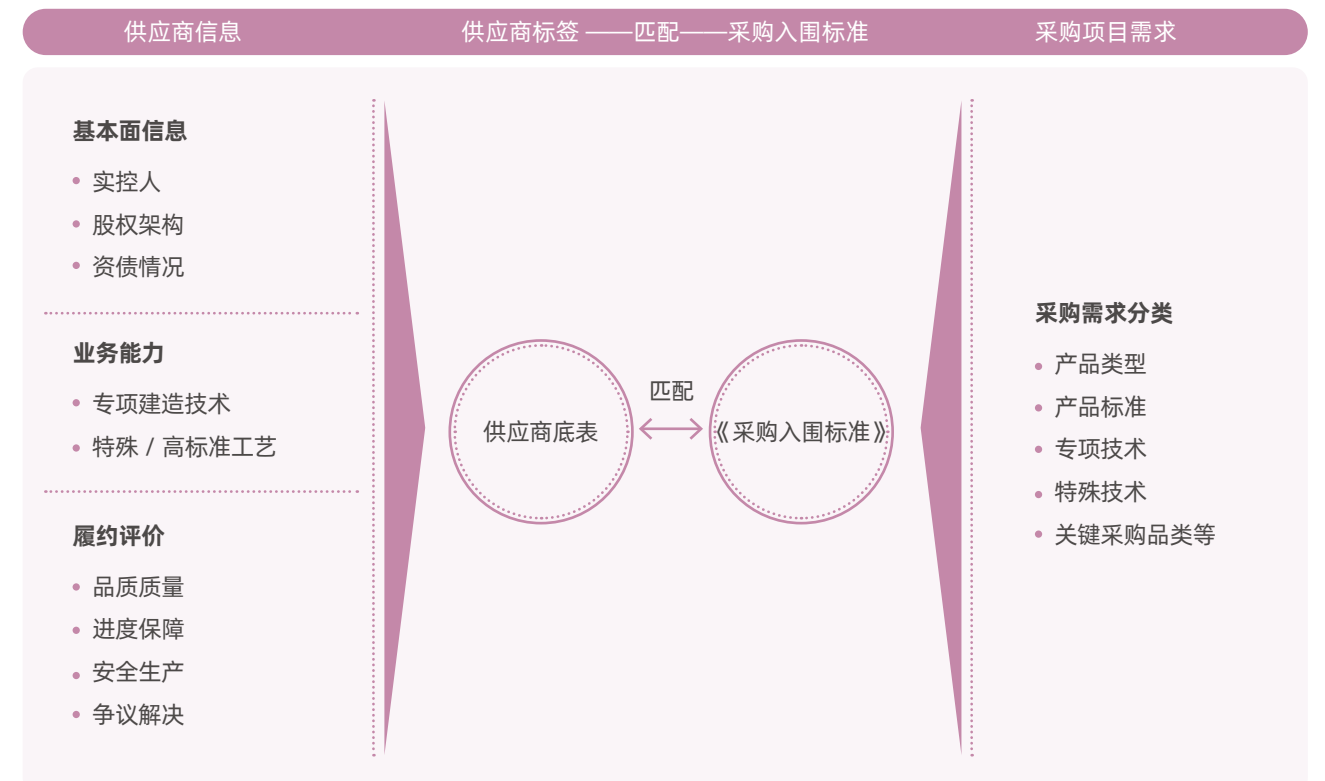 供应商信息
供应商标签 ——匹配——采购入围标准
采购项目需求
基本面信息
实控人
股权架构
资债情况
业务能力
专项建造技术
特殊 / 高标准工艺
履约评价
品质质量
进度保障
安全生产
争议解决
供应商底表
匹配
《采购入围标准》
采购需求分类
产品类型
产品标准
专项技术
特殊技术
关键采购品类等